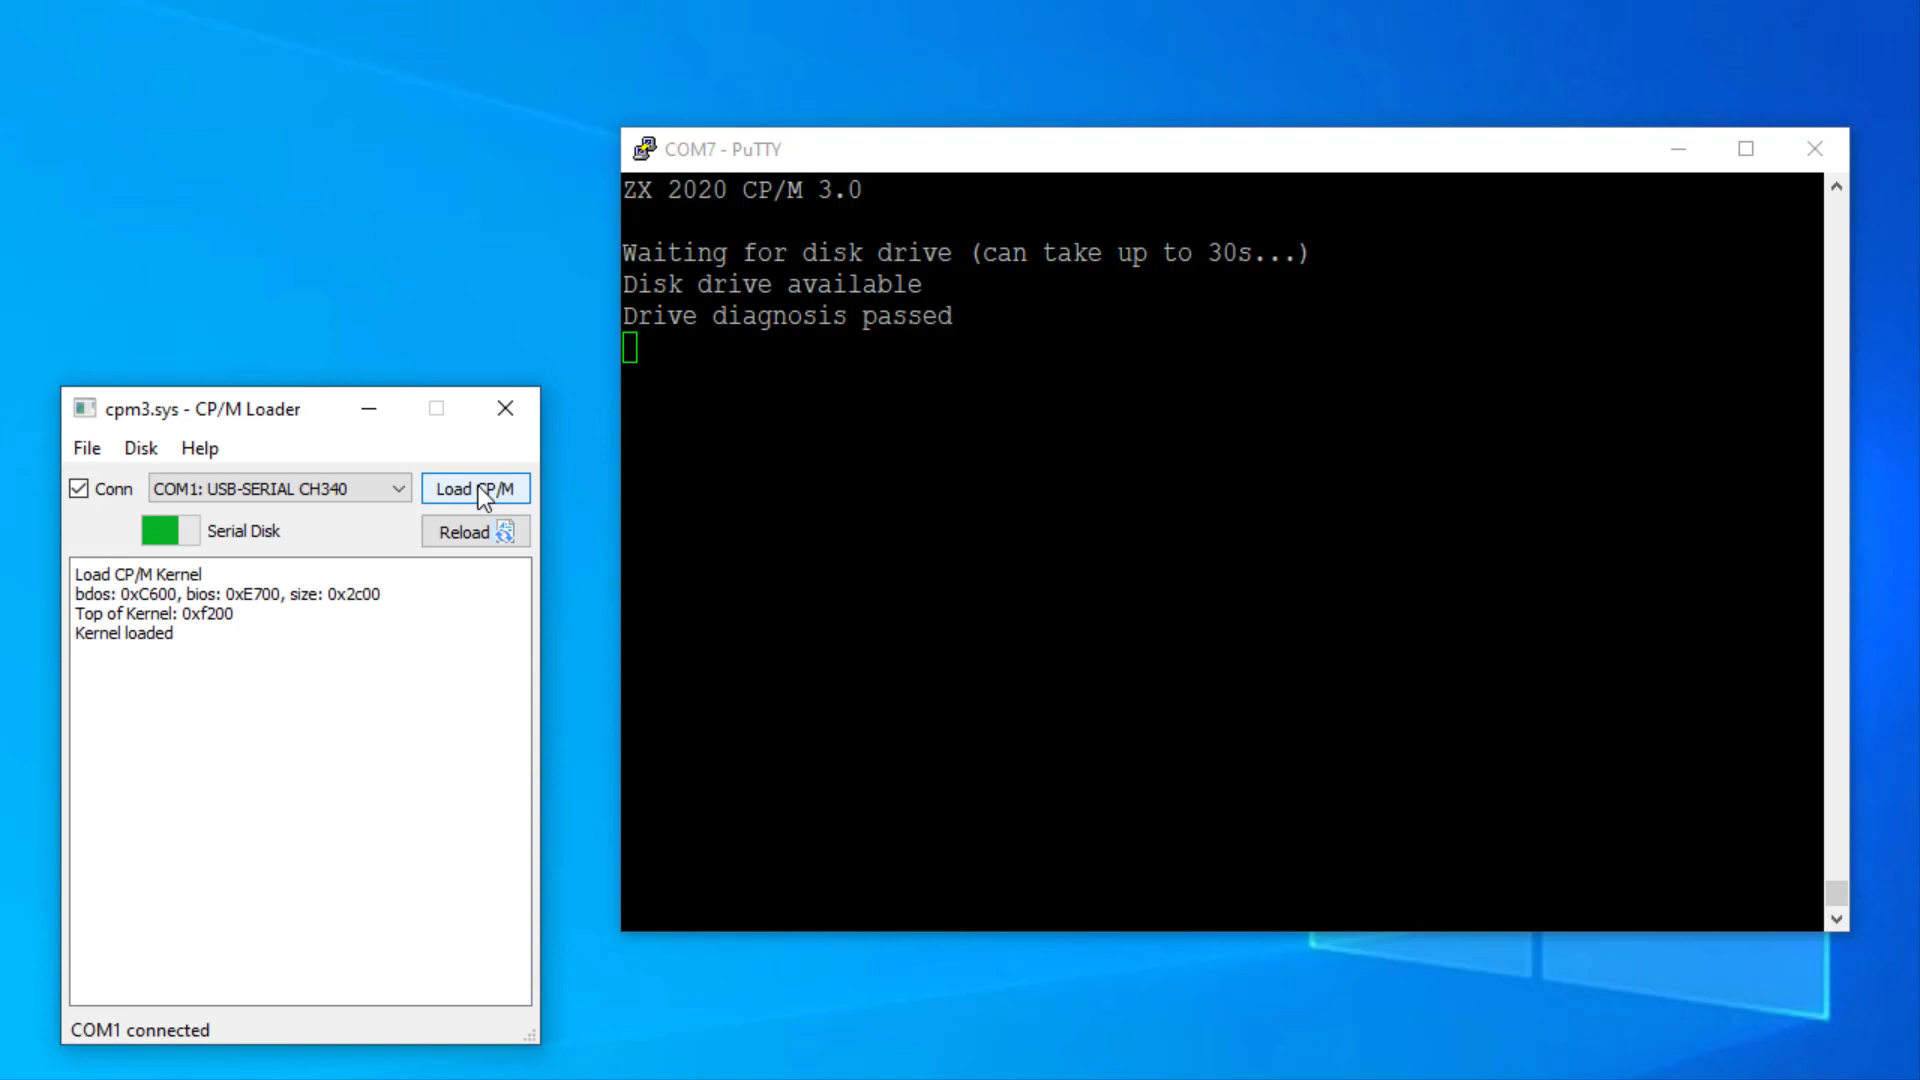 COM7 - PuTTY
ZX 2020 CP/M 3.0
Waiting for disk drive (can take up to 30s...)
Disk drive available
Drive diagnosis passed
cpm3.sys - CP/M Loader
File Disk Help
Conn COM1: USB-SERIAL CH340 Load CP/M
Serial Disk Reload
Load CP/M Kernel
bdos: 0xC600, bios: 0xE700, size: 0x2c00
Top of Kernel: 0xf200
Kernel loaded
COM1 connected